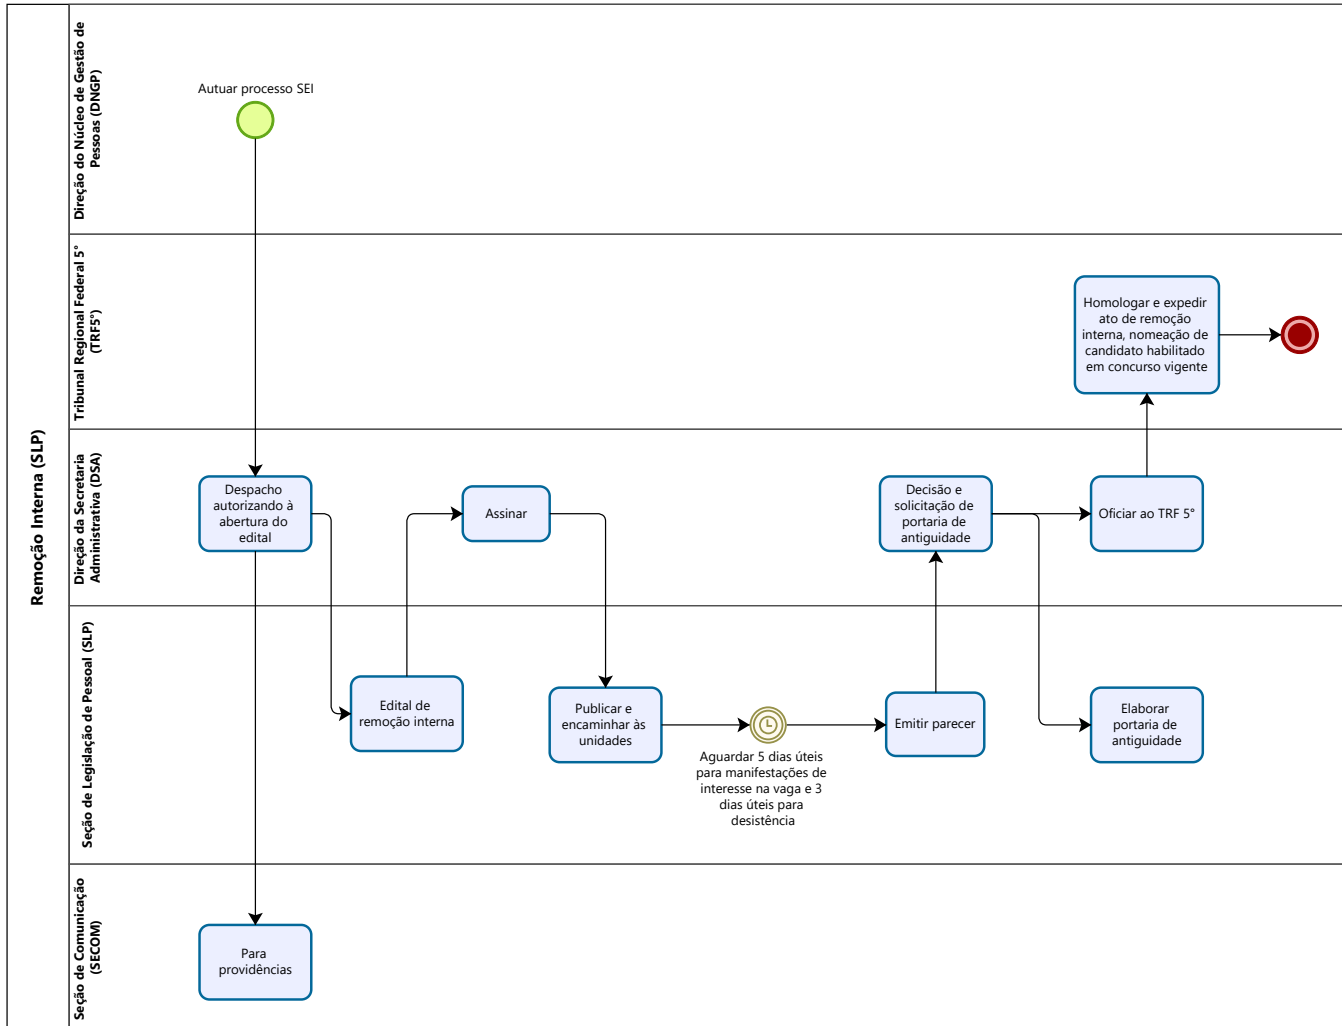 Remoção Interna (SLP)
Direção do Núcleo de Gestão de
Pessoas (DNGP)
Autuar processo SEI
Tribunal Regional Federal 5°
(TRF5°)
Homologar e expedir
ato de remoção
interna, nomeação de
candidato habilitado
em concurso vigente
Direção da Secretaria
Administrativa (DSA)
Despacho
autorizando à
abertura do
edital
Assinar
Decisão e
solicitação de
portaria de
antiguidade
Oficiar ao TRF 5°
Seção de Legislação de Pessoal (SLP)
Edital de
remoção interna
Publicar e
encaminhar às
unidades
Aguardar 5 dias úteis
para manifestações de
interesse na vaga e 3
dias úteis para
desistência
Emitir parecer
Elaborar
portaria de
antiguidade
Seção de Comunicação
(SECOM)
Para
providências